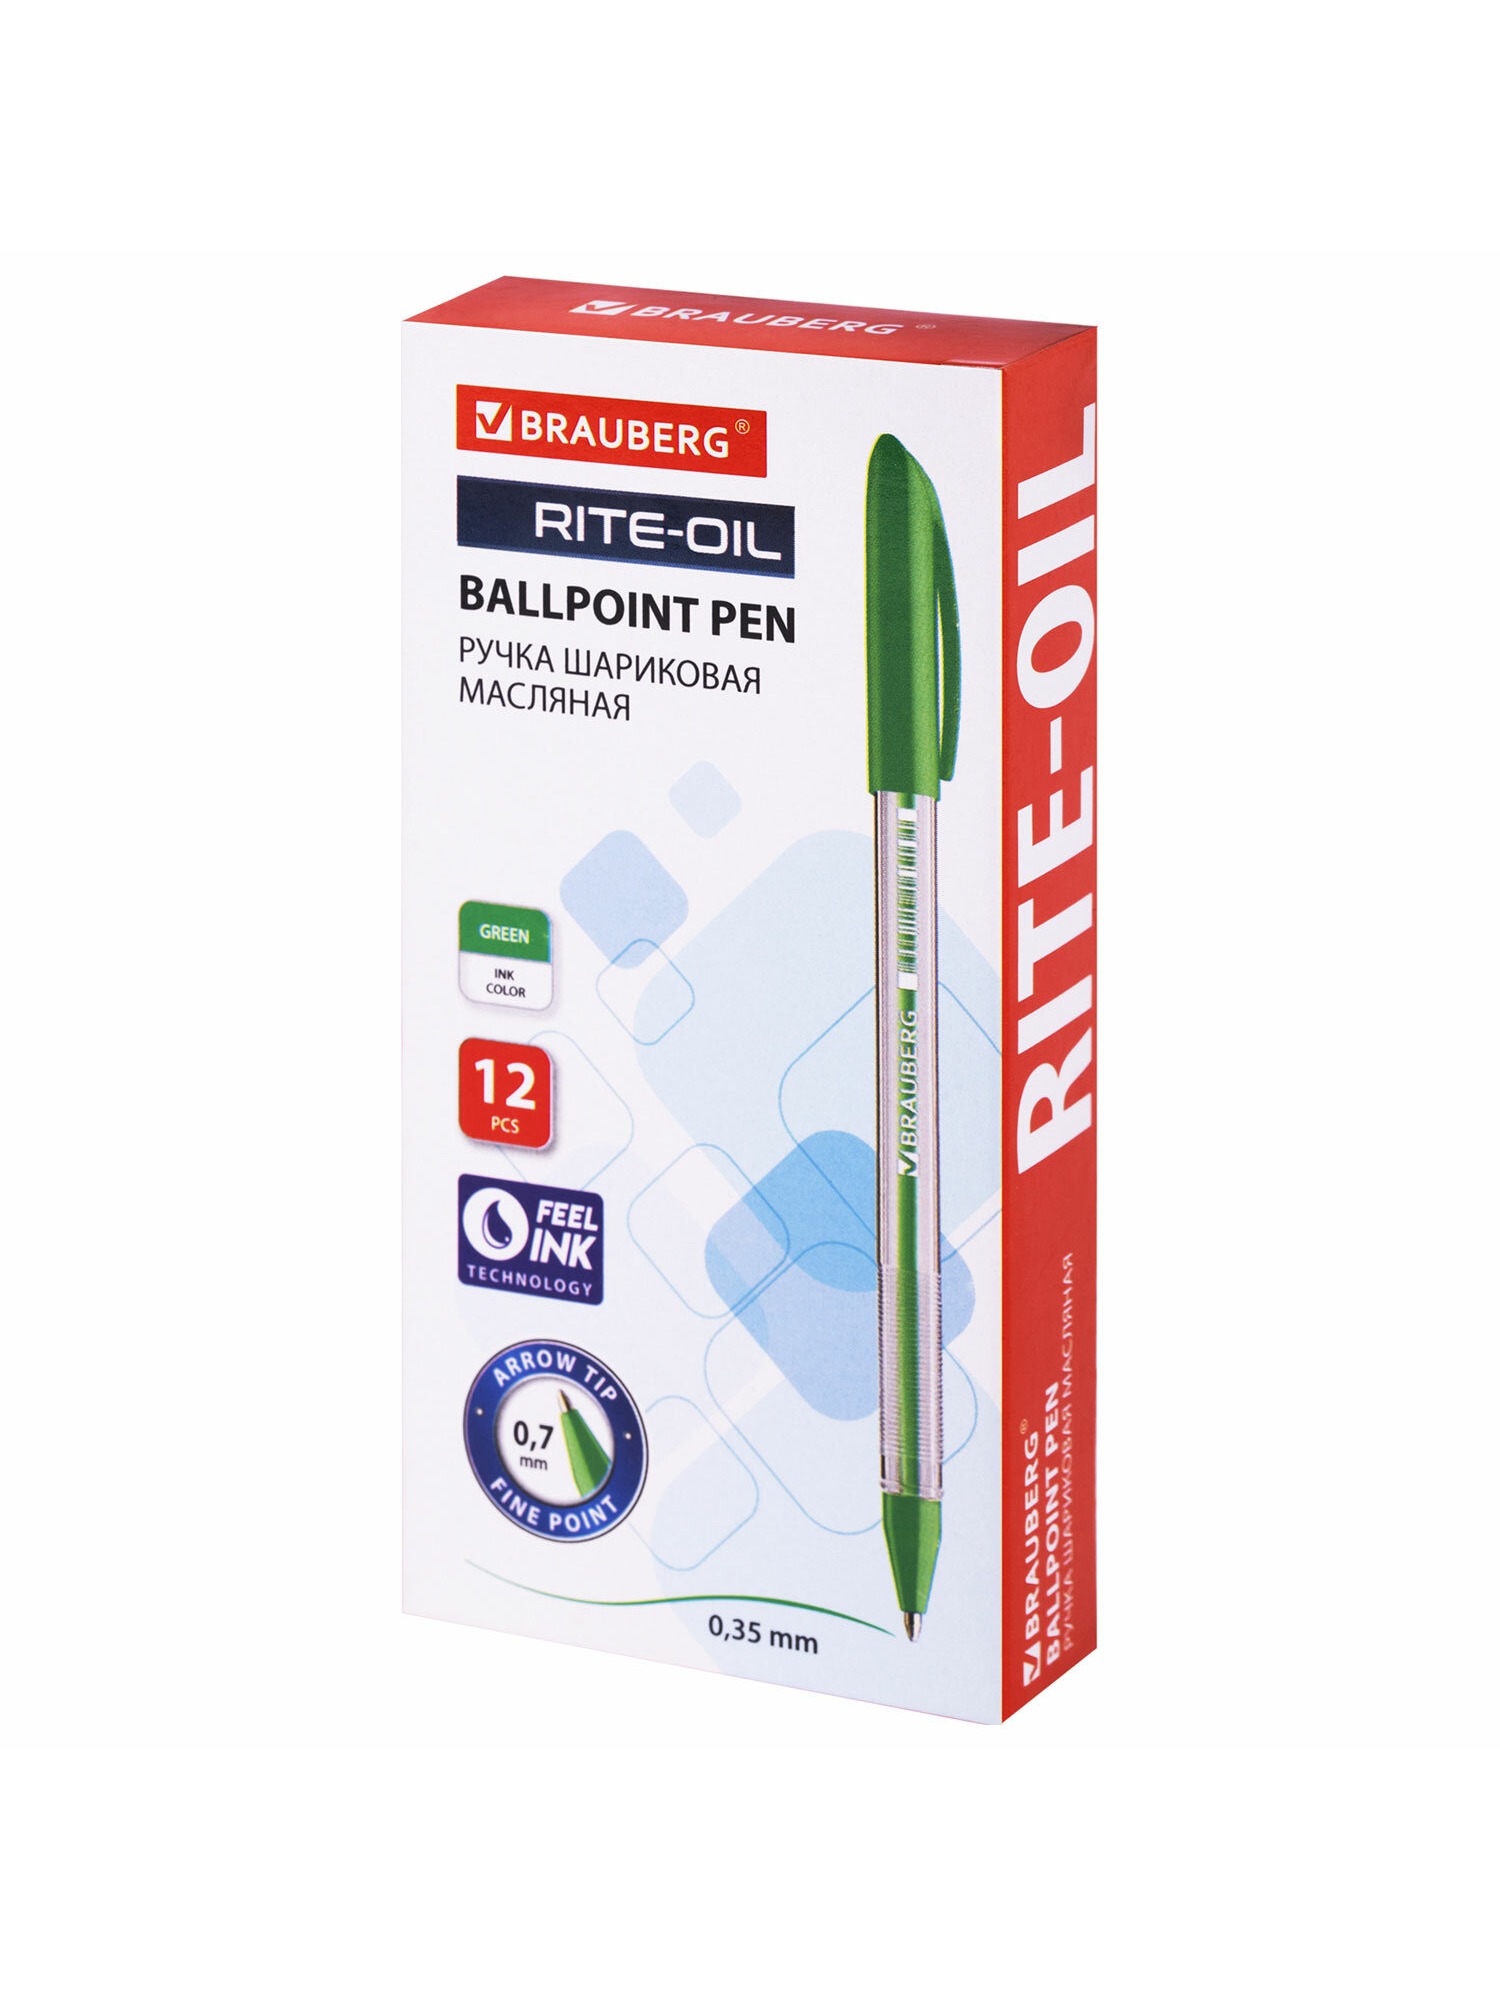 BRAUBERG ®
BRAUBERG ®
RITE-OIL
BALLPOINT PEN
РУЧКА ШАРИКОВАЯ
МАСЛЯНАЯ
GREEN
INK
COLOR
12
PCS
FEEL
INK
TECHNOLOGY
ARROW TIP
0,7
mm
FINE POINT
0,35 mm
BRAUBERG
RITE-OIL
BRAUBERG®
BALLPOINT PEN
РУЧКА ШАРИКОВАЯ МАСЛЯНАЯ